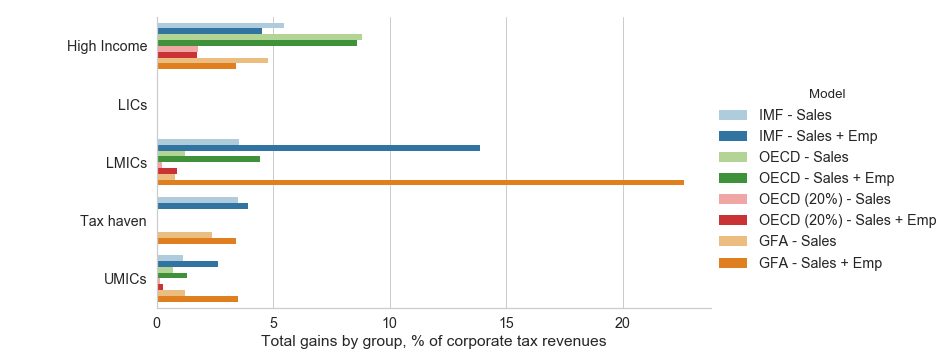 High Income
LICs
LMICs
Tax haven
UMICs
0 5 10 15 20
Total gains by group, % of corporate tax revenues
Model
IMF - Sales
IMF - Sales + Emp
OECD - Sales
OECD - Sales + Emp
OECD (20%) - Sales
OECD (20%) - Sales + Emp
GFA - Sales
GFA - Sales + Emp